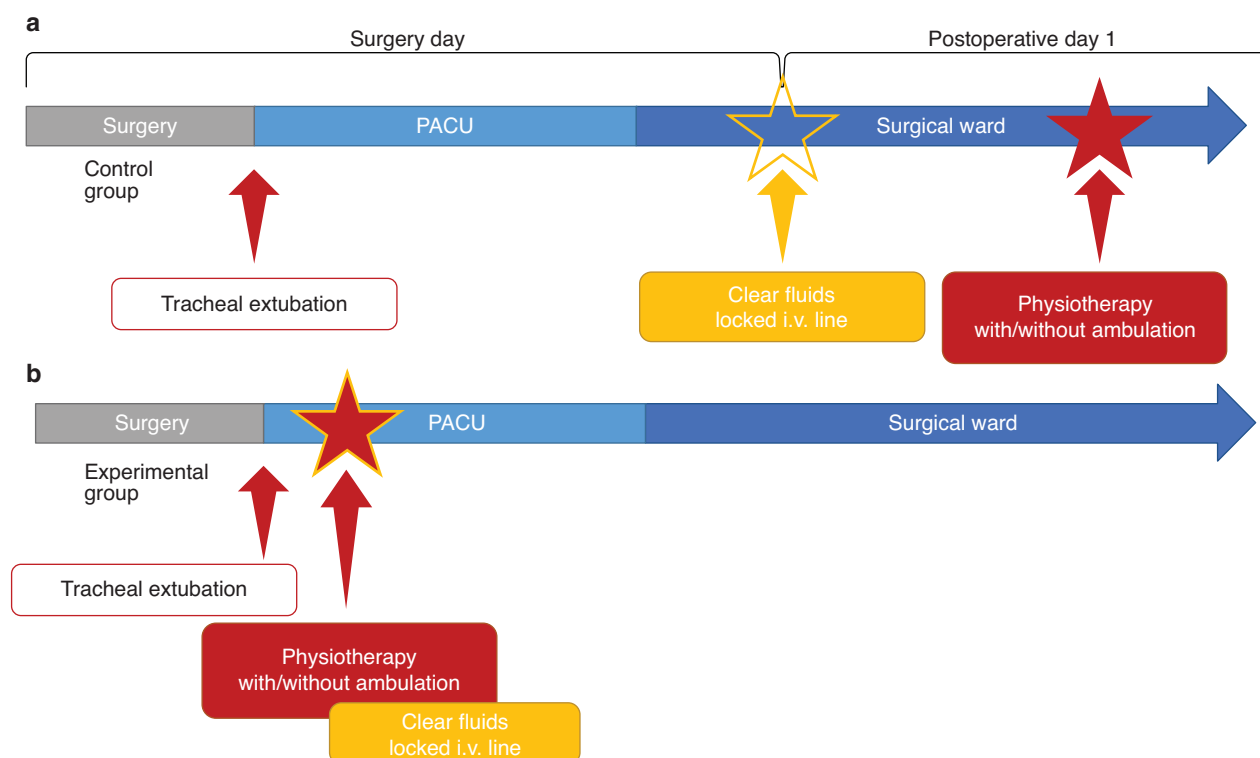 a
Surgery day
Postoperative day 1
Surgery
PACU
Surgical ward
Control
group
Tracheal extubation
Clear fluids
locked i.v. line
Physiotherapy
with/without ambulation
b
Surgery
PACU
Surgical ward
Experimental
group
Tracheal extubation
Physiotherapy
with/without ambulation
Clear fluids
locked i.v. line